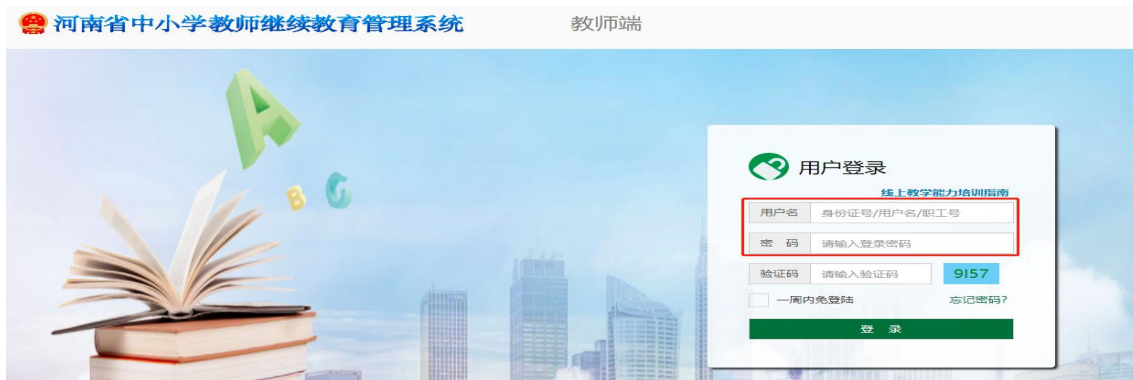 河南省中小学教师继续教育管理系统 教师端
A
B
C
用户登录
线上教学能力培训指南
用户名 身份证号/用户名/职工号
密 码 请输入登录密码
验证码 请输入验证码 9I57
一周内免登陆 忘记密码?
登 录